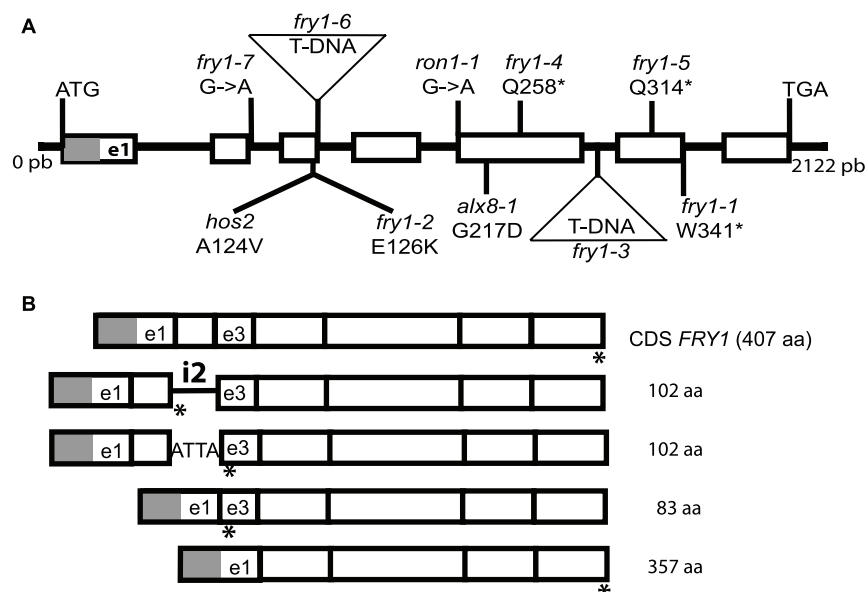 A
fry1-6
T-DNA
fry1-7
G->A
ron1-1
G->A
fry1-4
Q258*
fry1-5
Q314*
ATG
TGA
e1
0 pb
2122 pb
hos2
A124V
fry1-2
E126K
alx8-1
G217D
T-DNA
fry1-3
fry1-1
W341*
B
e1 e3 CDS FRY1 (407 aa)
*
i2
e1 e3 102 aa
*
e1 ATTA e3 102 aa
*
e1 e3 83 aa
*
e1 357 aa
*